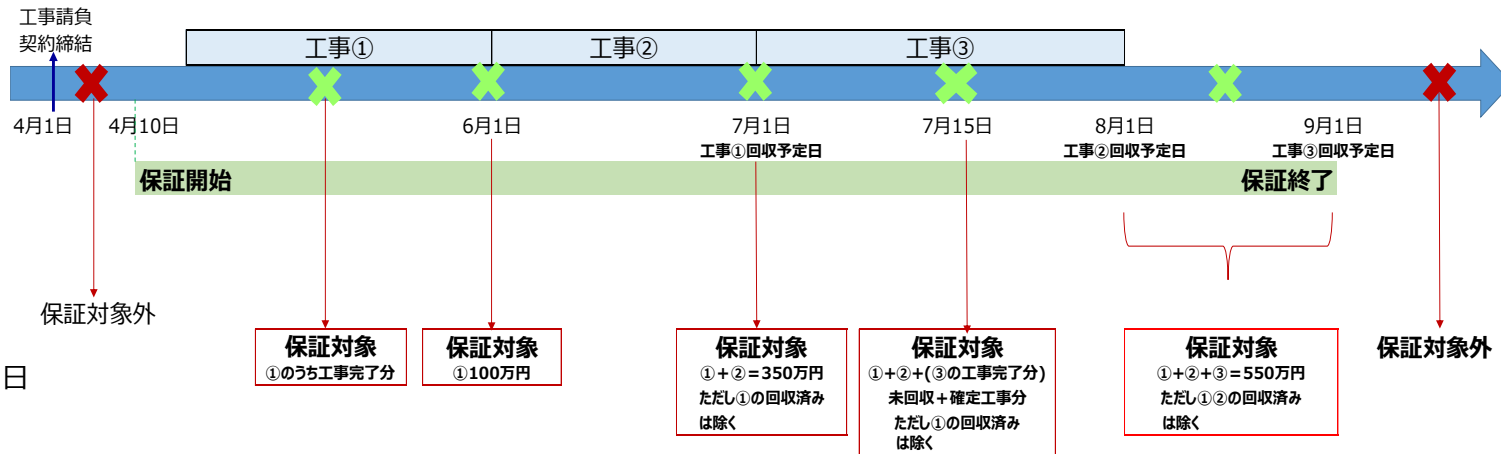 工事請負
契約締結
工事①
工事②
工事③
4月1日
4月10日
6月1日
7月1日
工事①回収予定日
7月15日
8月1日
工事②回収予定日
9月1日
工事③回収予定日
保証開始
保証終了
保証対象外
保証対象
①のうち工事完了分
保証対象
①100万円
保証対象
①+②=350万円
ただし①の回収済み
は除く
保証対象
①+②+(③の工事完了分)
未回収+確定工事分
ただし①の回収済み
は除く
保証対象
①+②+③=550万円
ただし①②の回収済み
は除く
保証対象外
日